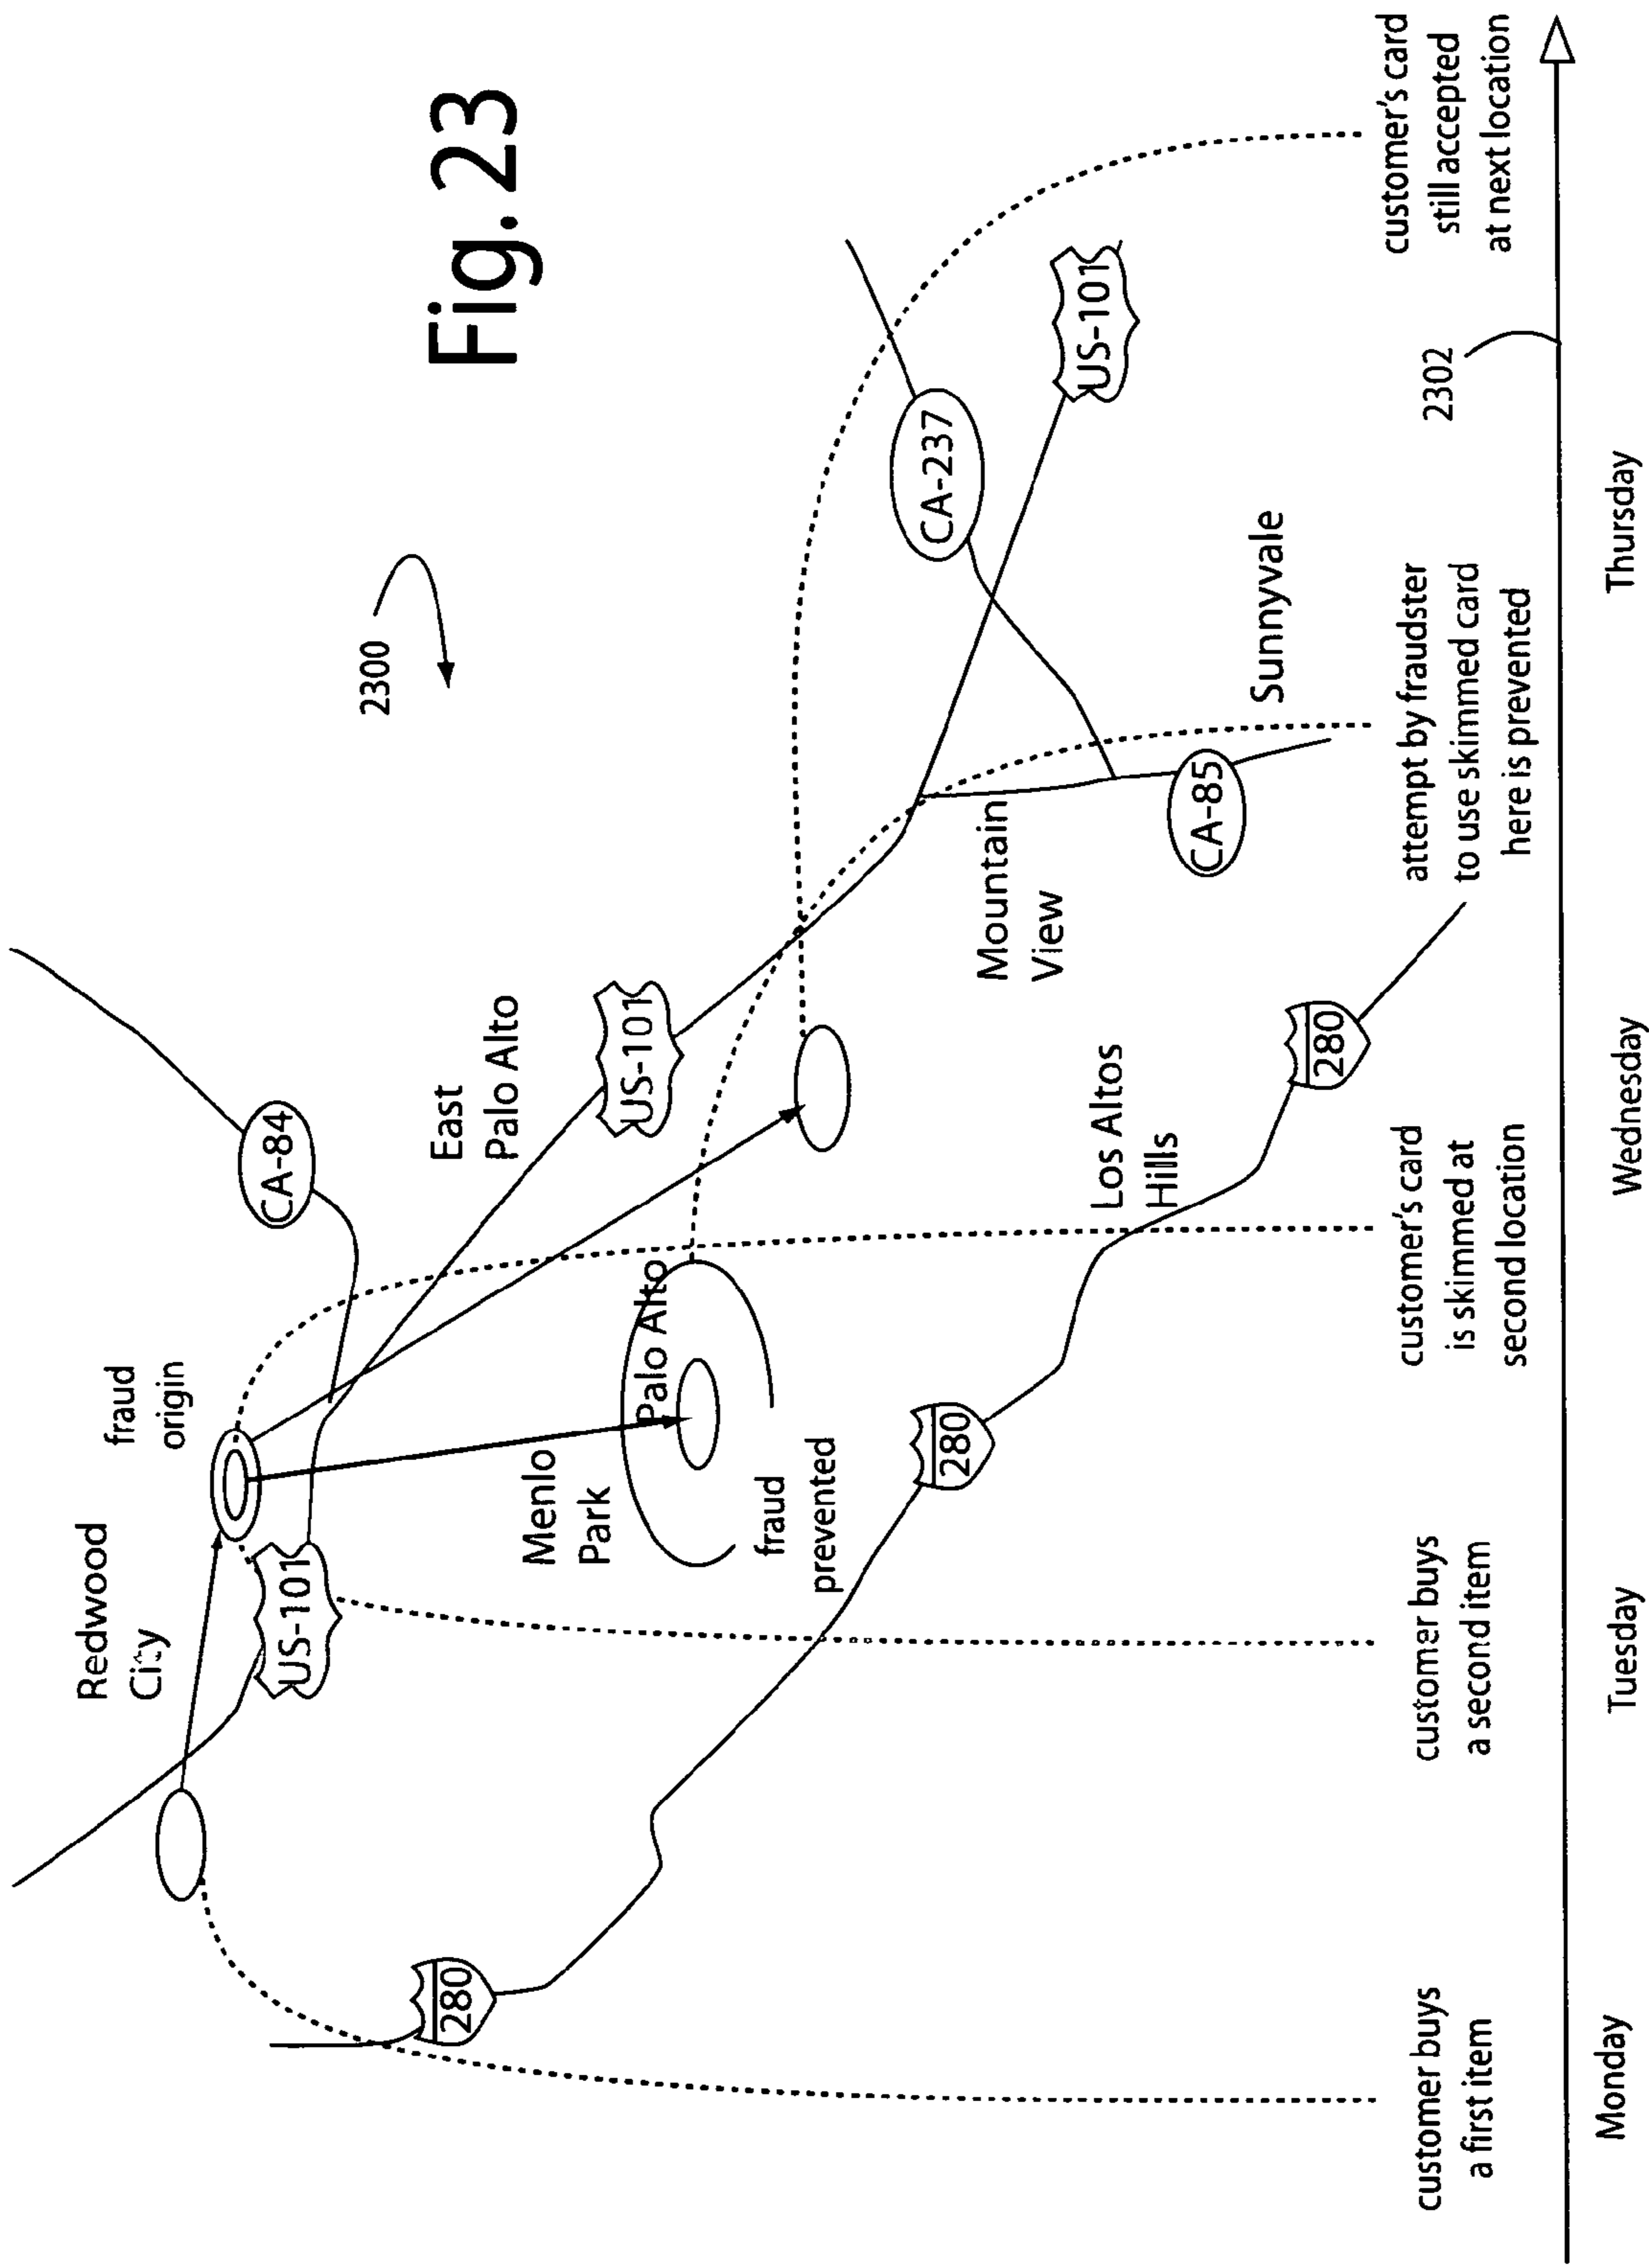 Fig. 23
2300
Redwood
City
fraud
origin
CA-84
US-101
East
Palo Alto
US-101
280
Menlo
Park
Palo Alto
fraud
prevented
280
Los Altos
Hills
280
Mountain
View
CA-85
Sunnyvale
CA-237
US-101
2302
customer buys
a first item
customer buys
a second item
customer's card
is skimmed at
second location
attempt by fraudster
to use skimmed card
here is prevented
customer's card
still accepted
at next location
Monday
Tuesday
Wednesday
Thursday